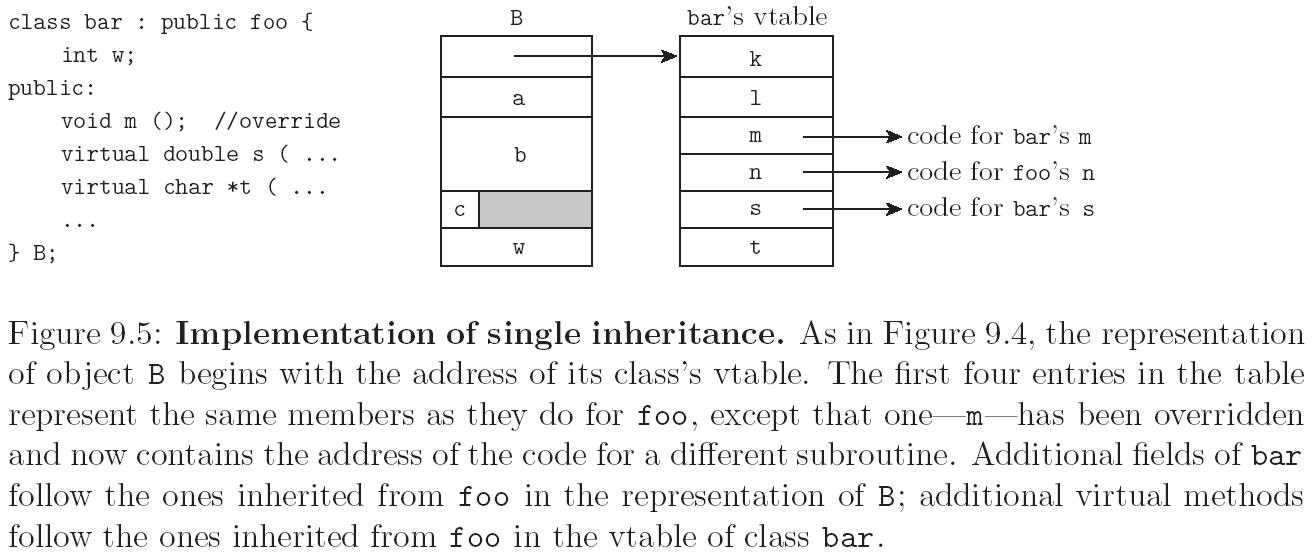 class bar : public foo {
int w;
public:
void m ();  //override
virtual double s ( ...
virtual char *t ( ...
...
} B;
B
a
b
c
w
bar's vtable
k
l
m
n
s
t
code for bar's m
code for foo's n
code for bar's s
Figure 9.5: Implementation of single inheritance. As in Figure 9.4, the representation
of object B begins with the address of its class's vtable. The first four entries in the table
represent the same members as they do for foo, except that one—m—has been overridden
and now contains the address of the code for a different subroutine. Additional fields of bar
follow the ones inherited from foo in the representation of B; additional virtual methods
follow the ones inherited from foo in the vtable of class bar.